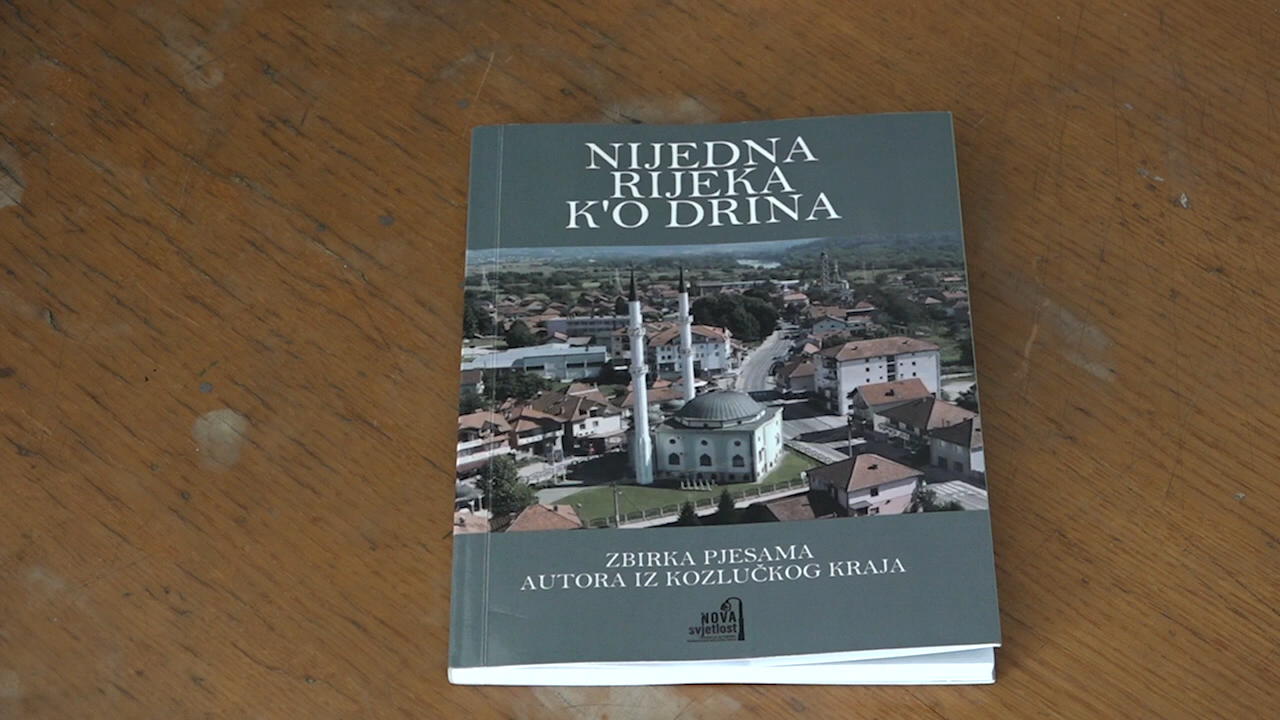 NIJEDNA
RIJEKA
K'O DRINA
ZBIRKA PJESAMA
AUTORA IZ KOZLUČKOG KRAJA
NOVA
svjetlost